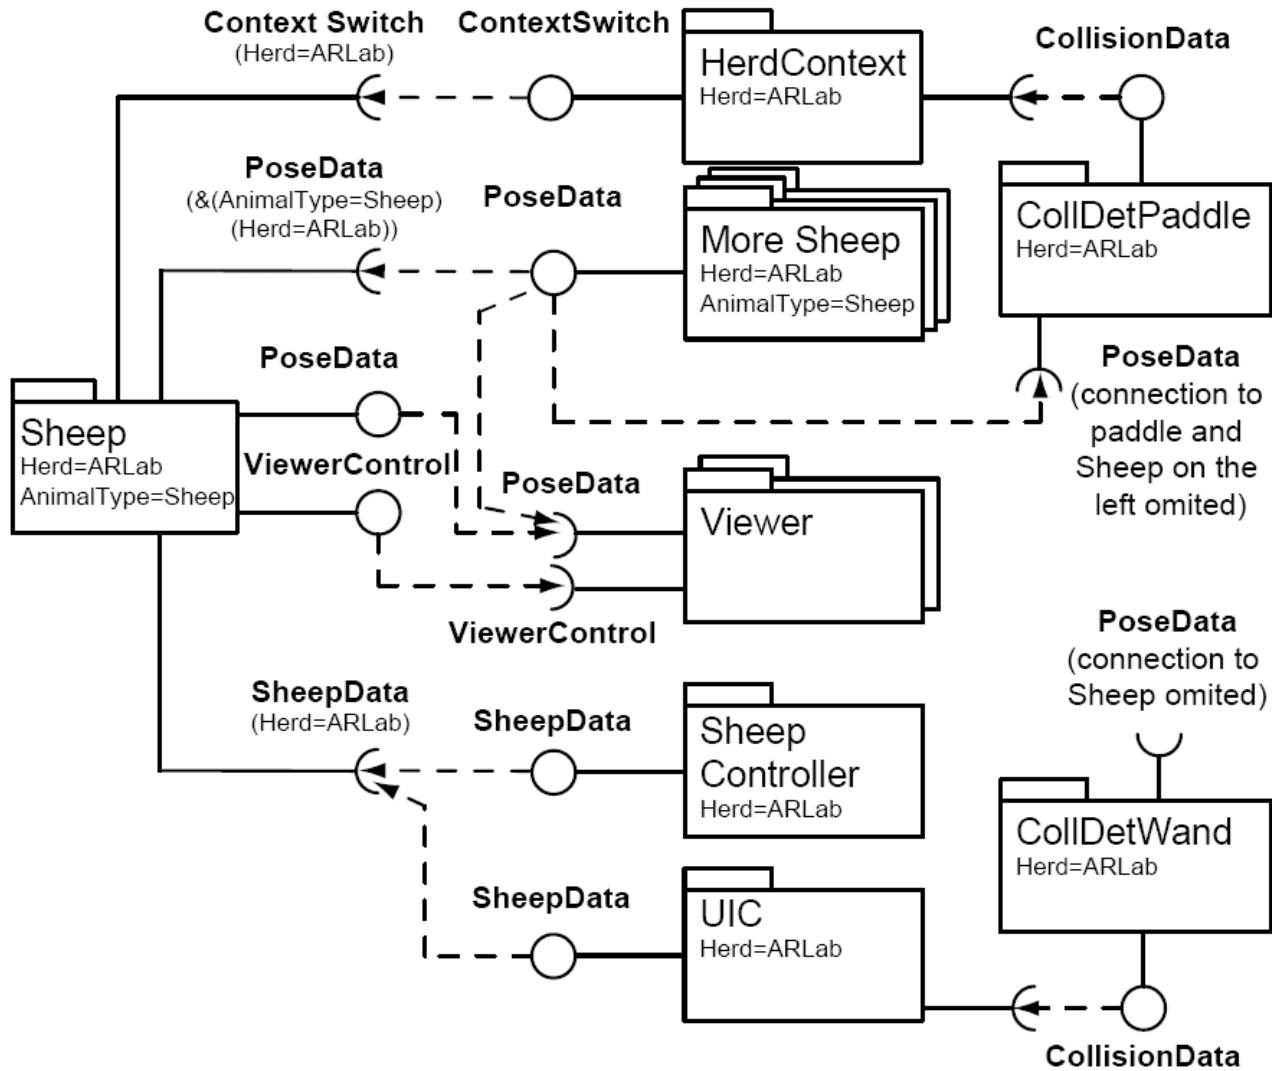 Context Switch
(Herd=ARLab)
ContextSwitch
HerdContext
Herd=ARLab
CollisionData
PoseData
(&(AnimalType=Sheep)
(Herd=ARLab))
PoseData
More Sheep
Herd=ARLab
AnimalType=Sheep
CollDetPaddle
Herd=ARLab
PoseData
(connection to
paddle and
Sheep on the
left omited)
PoseData
Sheep
Herd=ARLab
AnimalType=Sheep
ViewerControl
PoseData
Viewer
ViewerControl
PoseData
(connection to
Sheep omited)
SheepData
(Herd=ARLab)
SheepData
Sheep
Controller
Herd=ARLab
CollDetWand
Herd=ARLab
SheepData
UIC
Herd=ARLab
CollisionData